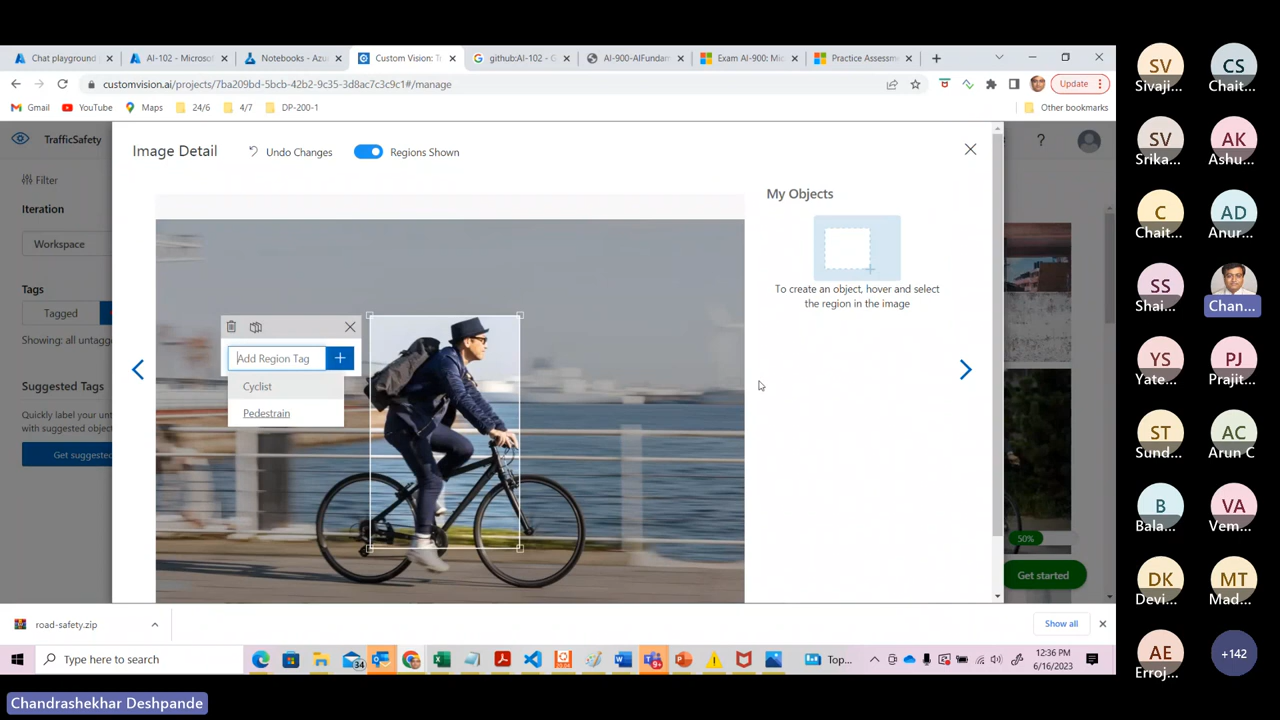 Chat playground
AI-102 - Microsof
Notebooks - Azu
Custom Vision: T
github:AI-102 - G
AI-900-AIFundam
Exam AI-900: Mic
Practice Assessm
customvision.ai/projects/7ba209bd-5bcb-42b2-9c35-3d8ac7c3c9c1#/manage
Update
Gmail
YouTube
Maps
24/6
4/7
DP-200-1
Other bookmarks
TrafficSafety
?
Filter
Iteration
Workspace
Tags
Tagged
Showing: all untagg
Suggested Tags
Quickly label your unt
with suggested objec
Get suggested
Image Detail
Undo Changes
Regions Shown
Add Region Tag
Cyclist
Pedestrain
My Objects
To create an object, hover and select
the region in the image
50%
Get started
road-safety.zip
Show all
Type here to search
34
9+
Top...
12:36 PM
6/16/2023
SV
Sivaji...
CS
Chait...
SV
Srika...
AK
Ashu...
C
Chait...
AD
Anur...
SS
Shai...
Chan...
YS
Yate...
PJ
Prajit...
ST
Sund...
AC
Arun C
B
Bala...
VA
Vem...
DK
Devi...
MT
Mad...
AE
Erroj...
+142
Chandrashekhar Deshpande